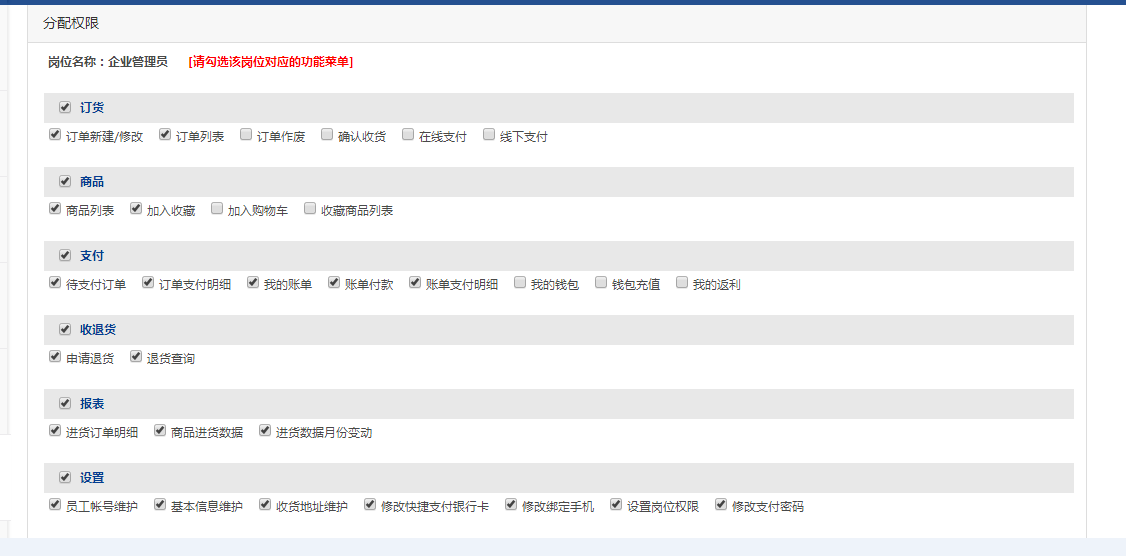 分配权限
岗位名称：企业管理员 [请勾选该岗位对应的功能菜单]
订货
订单新建/修改 订单列表 订单作废 确认收货 在线支付 线下支付
商品
商品列表 加入收藏 加入购物车 收藏商品列表
支付
待支付订单 订单支付明细 我的账单 账单付款 账单支付明细 我的钱包 钱包充值 我的返利
收退货
申请退货 退货查询
报表
进货订单明细 商品进货数据 进货数据月份变动
设置
员工帐号维护 基本信息维护 收货地址维护 修改快捷支付银行卡 修改绑定手机 设置岗位权限 修改支付密码